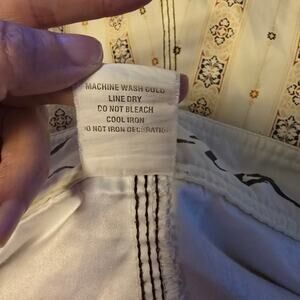 MACHINE WASH COLD
LINE DRY
DO NOT BLEACH
COOL IRON
DO NOT IRON DECORATION